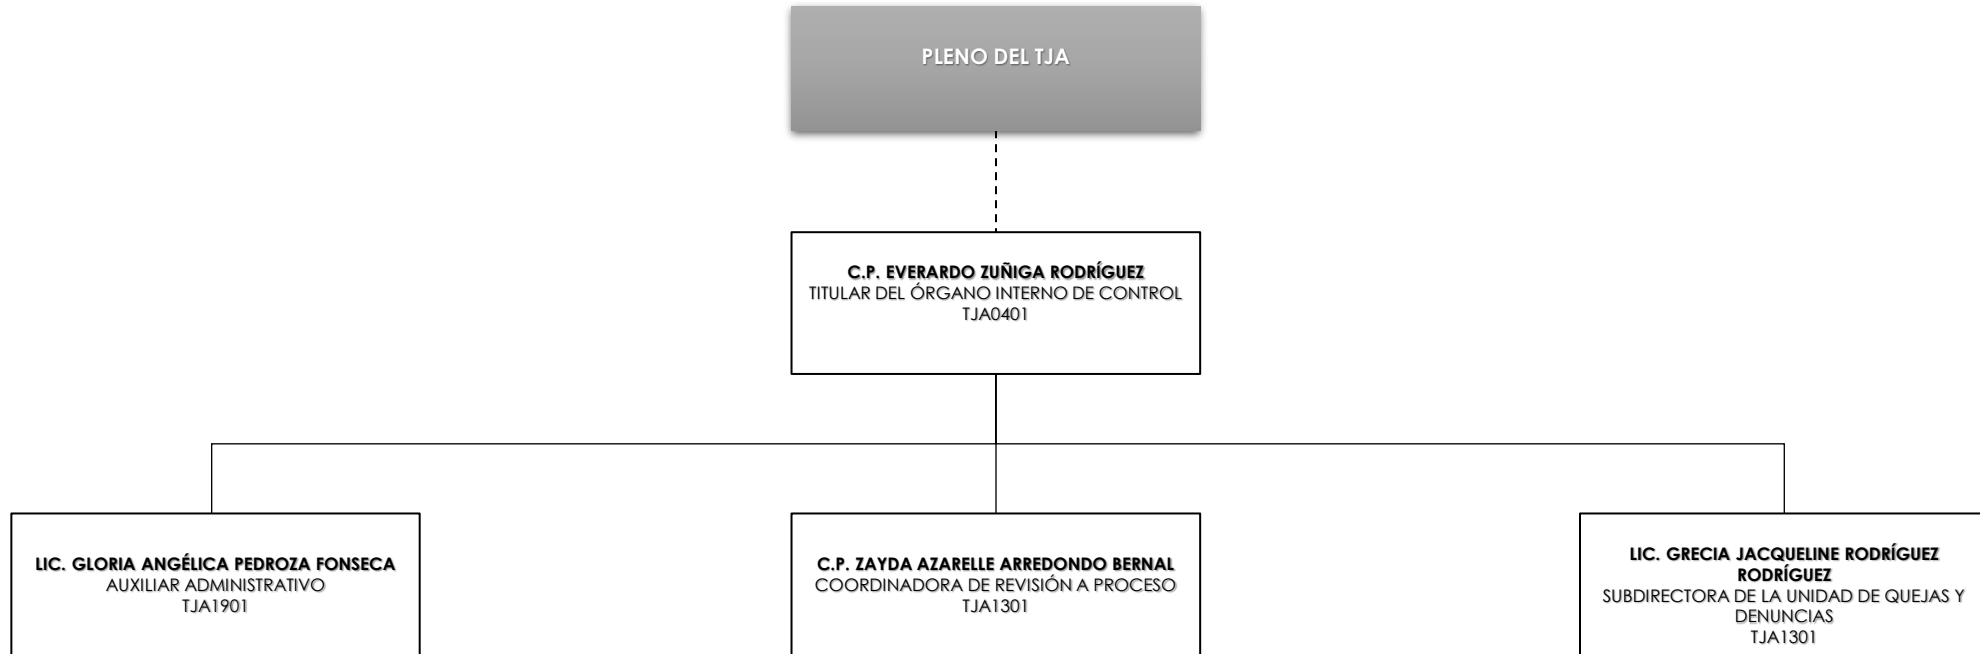 PLENO DEL TJA
C.P. EVERARDO ZUÑIGA RODRÍGUEZ
TITULAR DEL ÓRGANO INTERNO DE CONTROL
TJA0401
LIC. GLORIA ANGÉLICA PEDROZA FONSECA
AUXILIAR ADMINISTRATIVO
TJA1901
C.P. ZAYDA AZARELLE ARREDONDO BERNAL
COORDINADORA DE REVISIÓN A PROCESO
TJA1301
LIC. GRECIA JACQUELINE RODRÍGUEZ
RODRÍGUEZ
SUBDIRECTORA DE LA UNIDAD DE QUEJAS Y
DENUNCIAS
TJA1301